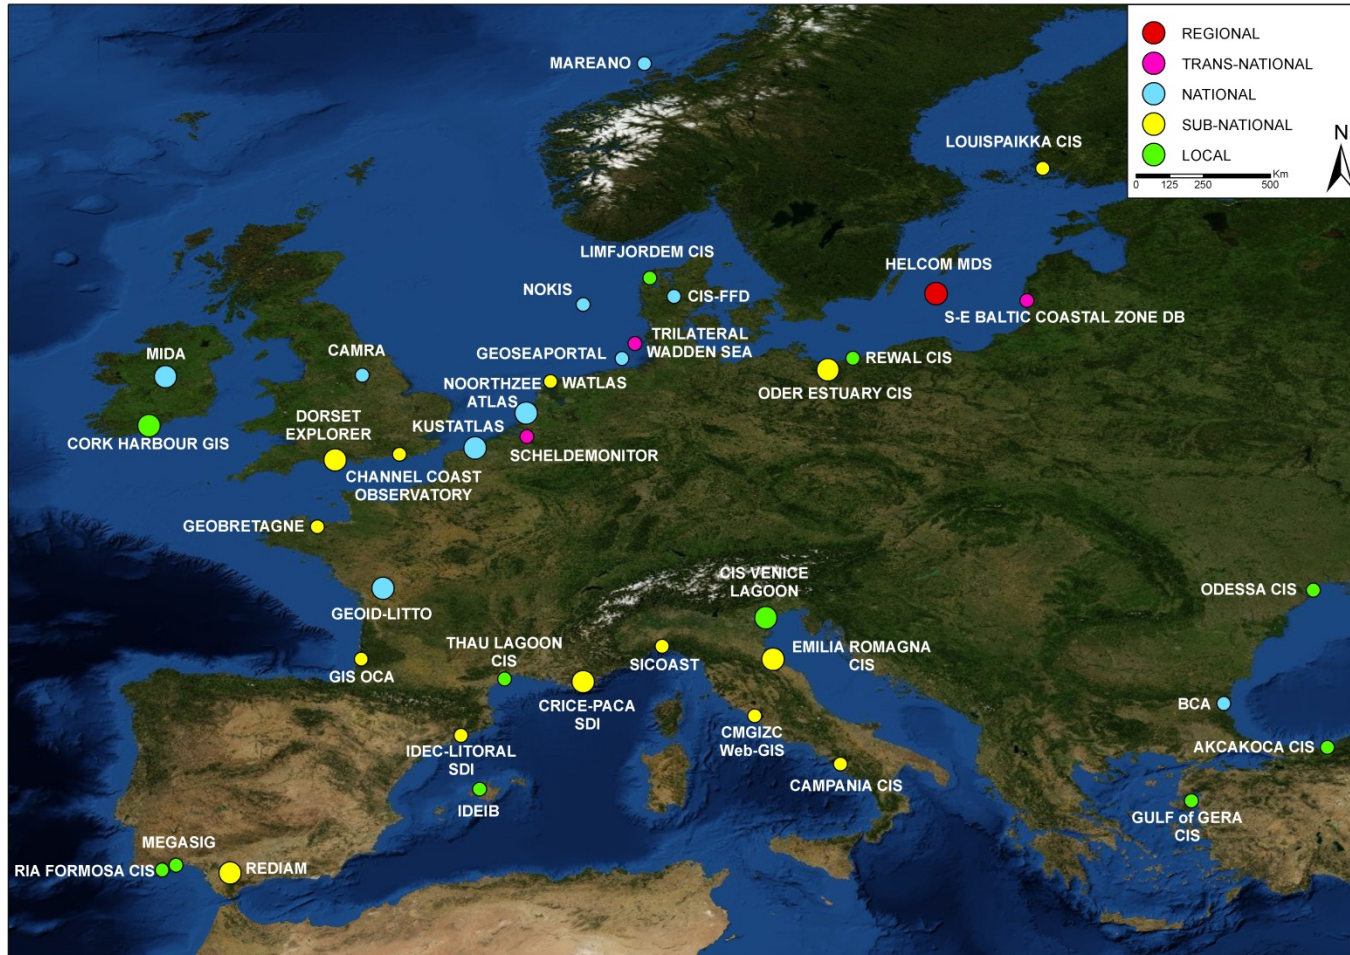 REGIONAL
TRANS-NATIONAL
NATIONAL
SUB-NATIONAL
LOCAL
Km
0 125 250 500
N
MAREANO
LOUISPAIKKA CIS
LIMFJORDEM CIS
HELCOM MDS
NOKIS
CIS-FFD
S-E BALTIC COASTAL ZONE DB
TRILATERAL
WADDEN SEA
MIDA
CAMRA
GEOSEAPORTAL
REWAL CIS
NOORTHZEE
ATLAS
WATLAS
ODER ESTUARY CIS
DORSET
EXPLORER
KUSTATLAS
CORK HARBOUR GIS
SCHELDEMONITOR
CHANNEL COAST
OBSERVATORY
GEOBRETAGNE
CIS VENICE
LAGOON
ODESSA CIS
GEOID-LITTO
THAU LAGOON
CIS
EMILIA ROMAGNA
CIS
SICOAST
GIS OCA
CRICE-PACA
SDI
BCA
CMGIZC
Web-GIS
IDEC-LITORAL
SDI
AKCAKOCA CIS
CAMPANIA CIS
IDEIB
GULF of GERA
CIS
MEGASIG
RIA FORMOSA CIS
REDIAM